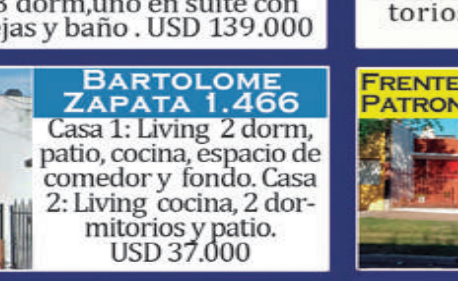 3 dorm,uno en suite con
ejas y baño . USD 139.000
BARTOLOME
ZAPATA 1.466
Casa 1: Living 2 dorm,
patio, cocina, espacio de
comedor y fondo. Casa
2: Living cocina, 2 dor-
mitorios y patio.
USD 37.000
torios
FRENTE
PATRON